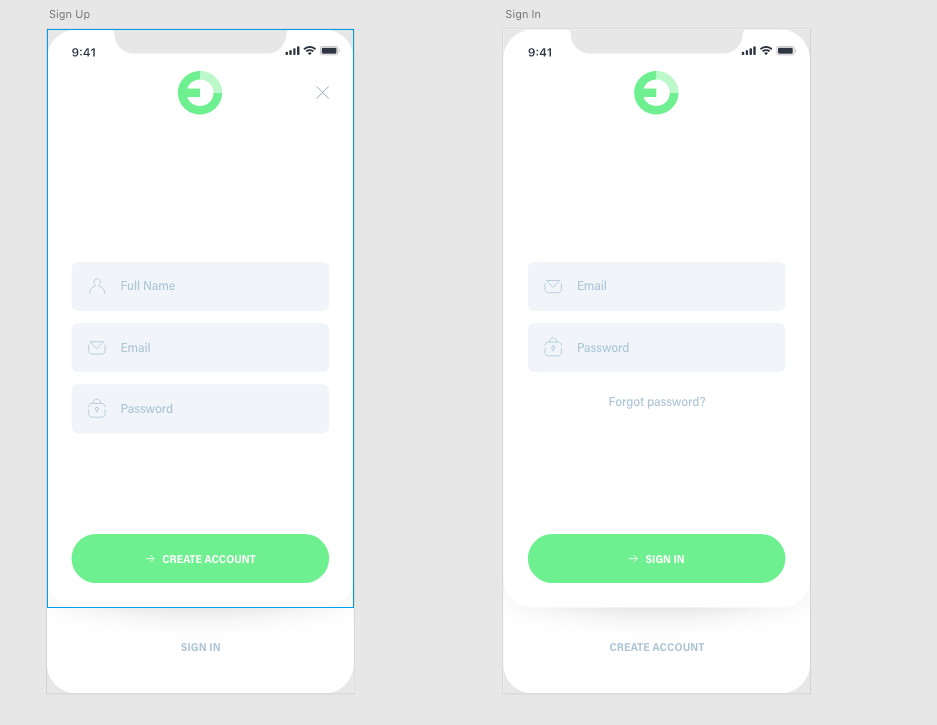 Sign Up
9:41
Full Name
Email
Password
CREATE ACCOUNT
SIGN IN
Sign In
9:41
Email
Password
Forgot password?
SIGN IN
CREATE ACCOUNT